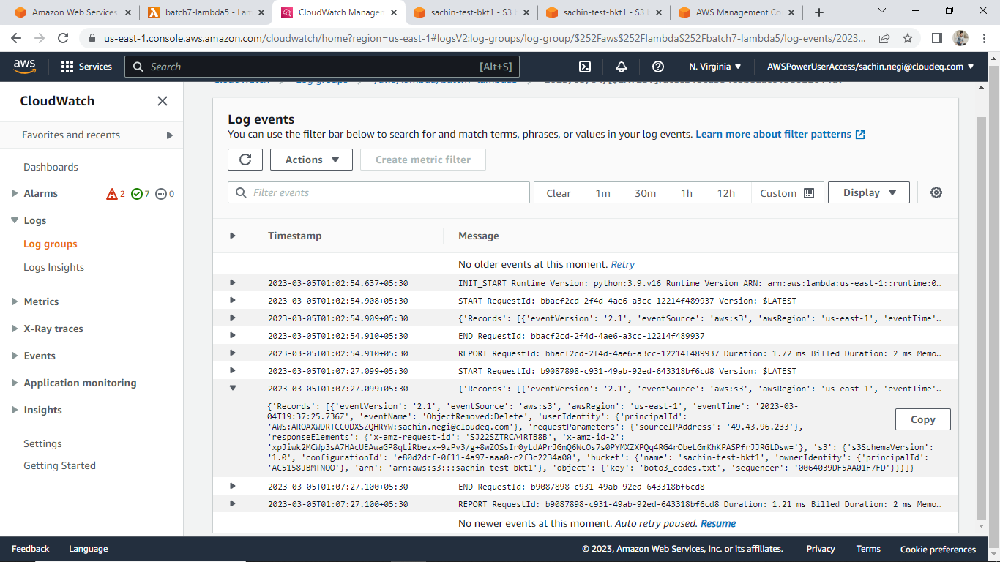 Amazon Web Services
batch7-lambda5 - La
CloudWatch Manage
sachin-test-bkt1 - S3
sachin-test-bkt1 - S3
AWS Management Co
us-east-1.console.aws.amazon.com/cloudwatch/home?region=us-east-1#logsV2:log-groups/log-group/$252Faws$252Flambda$252Fbatch7-lambda5/log-events/2023...
aws
Services
Search
[Alt+S]
N. Virginia
AWSPowerUserAccess/sachin.negi@cloudeq.com
CloudWatch
Favorites and recents
Dashboards
Alarms
2
7
0
Logs
Log groups
Logs Insights
Metrics
X-Ray traces
Events
Application monitoring
Insights
Settings
Getting Started
CloudWatch
Log groups
Log events
You can use the filter bar below to search for and match terms, phrases, or values in your log events. Learn more about filter patterns
Actions
Create metric filter
Filter events
Clear
1m
30m
1h
12h
Custom
Display
Timestamp
Message
No older events at this moment. Retry
2023-03-05T01:02:54.637+05:30 INIT_START Runtime Version: python:3.9.v16 Runtime Version ARN: arn:aws:lambda:us-east-1::runtime:0…
2023-03-05T01:02:54.908+05:30 START RequestId: bbacf2cd-2f4d-4ae6-a3cc-12214f489937 Version: $LATEST
2023-03-05T01:02:54.909+05:30 {'Records': [{'eventVersion': '2.1', 'eventSource': 'aws:s3', 'awsRegion': 'us-east-1', 'eventTime'…
2023-03-05T01:02:54.910+05:30 END RequestId: bbacf2cd-2f4d-4ae6-a3cc-12214f489937
2023-03-05T01:02:54.910+05:30 REPORT RequestId: bbacf2cd-2f4d-4ae6-a3cc-12214f489937 Duration: 1.72 ms Billed Duration: 2 ms Memo…
2023-03-05T01:07:27.099+05:30 START RequestId: b9087898-c931-49ab-92ed-643318bf6cd8 Version: $LATEST
2023-03-05T01:07:27.099+05:30 {'Records': [{'eventVersion': '2.1', 'eventSource': 'aws:s3', 'awsRegion': 'us-east-1', 'eventTime'…
{'Records': [{'eventVersion': '2.1', 'eventSource': 'aws:s3', 'awsRegion': 'us-east-1', 'eventTime': '2023-03-
04T19:37:25.736Z', 'eventName': 'ObjectRemoved:Delete', 'userIdentity': {'principalId':
'AWS:AROAXWDRTCCODXSZQHRYW:sachin.negi@cloudeq.com'}, 'requestParameters': {'sourceIPAddress': '49.43.96.233'},
'responseElements': {'x-amz-request-id': 'SJ22SZTRCA4RTB8B', 'x-amz-id-2':
'xpJiwk2MCWp3sA7HAcUEAwaGP8qLiRbezx+9zPv3/g+8wZOSsIr0yLdAPrJGmQ6WcOs7s0PYMXZXPQq4RG4rObeLGmKhKPASPfrJJRGLDsw='}, 's3': {'s3SchemaVersion':
'1.0', 'configurationId': 'e80d2dcf-0f11-4a97-aaa0-c2f3c2234a00', 'bucket': {'name': 'sachin-test-bkt1', 'ownerIdentity': {'principalId':
'AC5158JBMTNOO'}, 'arn': 'arn:aws:s3:::sachin-test-bkt1'}, 'object': {'key': 'boto3_codes.txt', 'sequencer': '0064039DF5AA01F7FD'}}}]}
Copy
2023-03-05T01:07:27.100+05:30 END RequestId: b9087898-c931-49ab-92ed-643318bf6cd8
2023-03-05T01:07:27.100+05:30 REPORT RequestId: b9087898-c931-49ab-92ed-643318bf6cd8 Duration: 1.21 ms Billed Duration: 2 ms Memo…
No newer events at this moment. Auto retry paused. Resume
Feedback
Language
© 2023, Amazon Web Services, Inc. or its affiliates.
Privacy
Terms
Cookie preferences